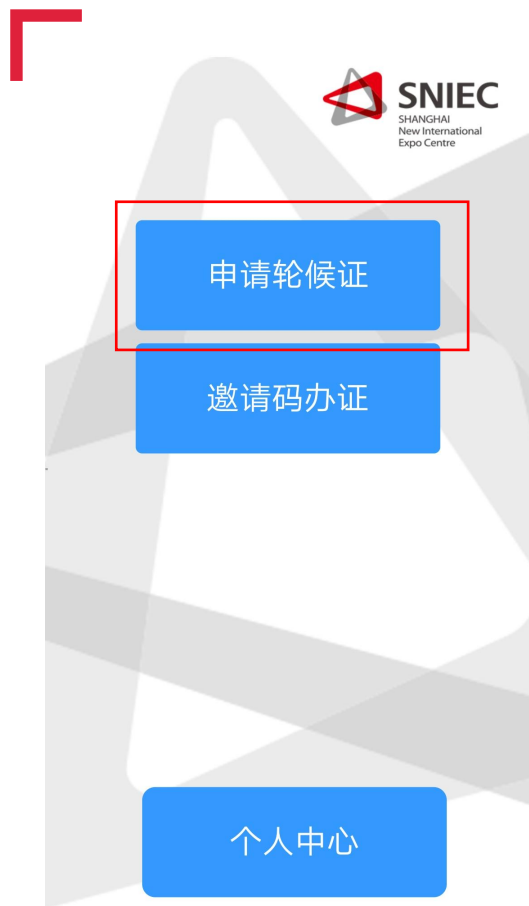 SNIEC
SHANGHAI
New International
Expo Centre
申请轮候证
邀请码办证
个人中心